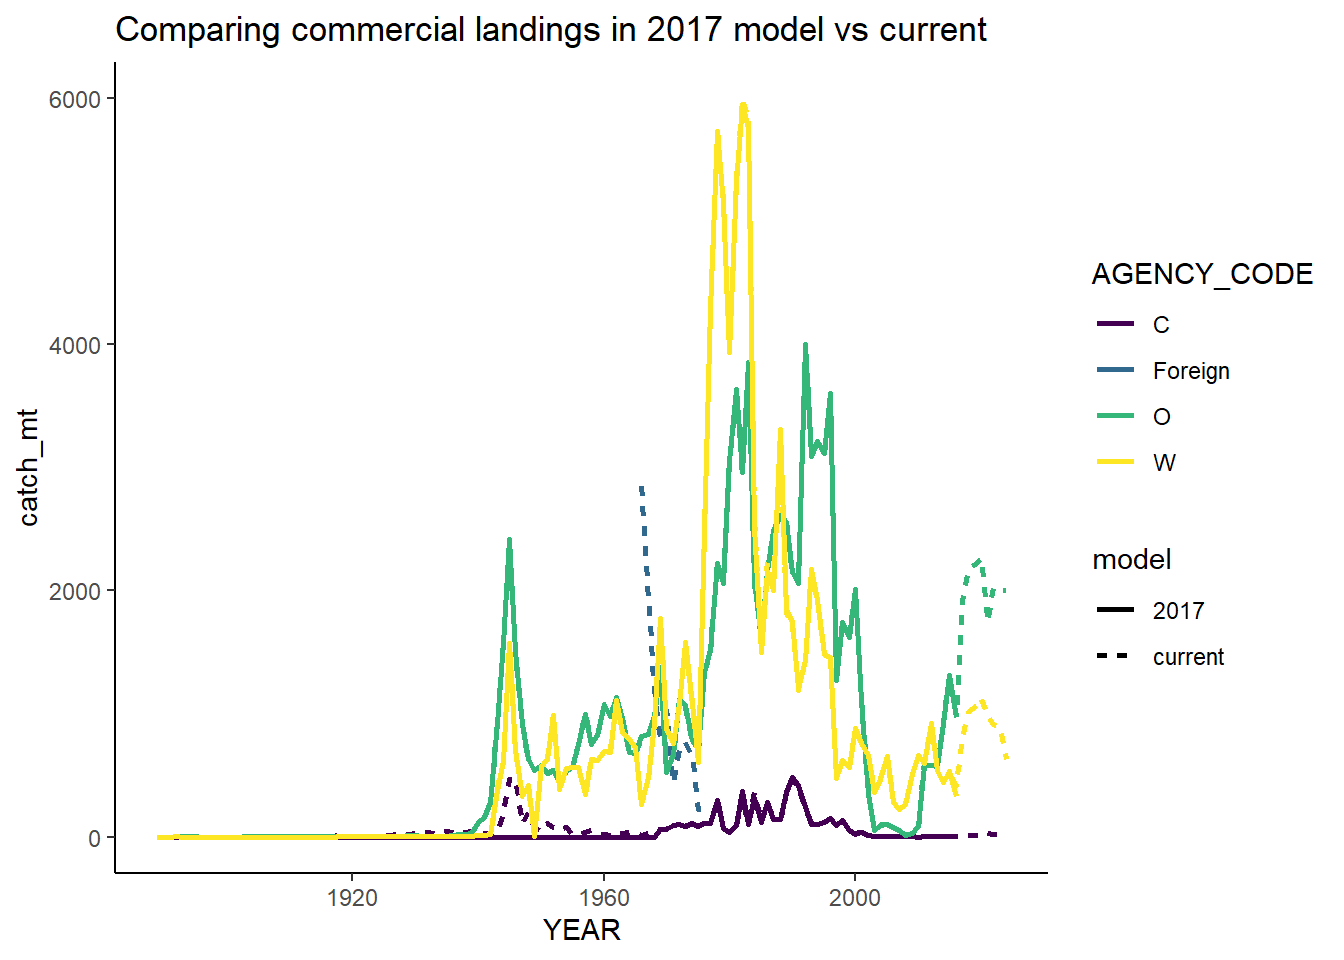 Comparing commercial landings in 2017 model vs current
6000
4000
2000
0
catch_mt
1920
1960
2000
YEAR
AGENCY_CODE
C
Foreign
O
W
model
2017
current